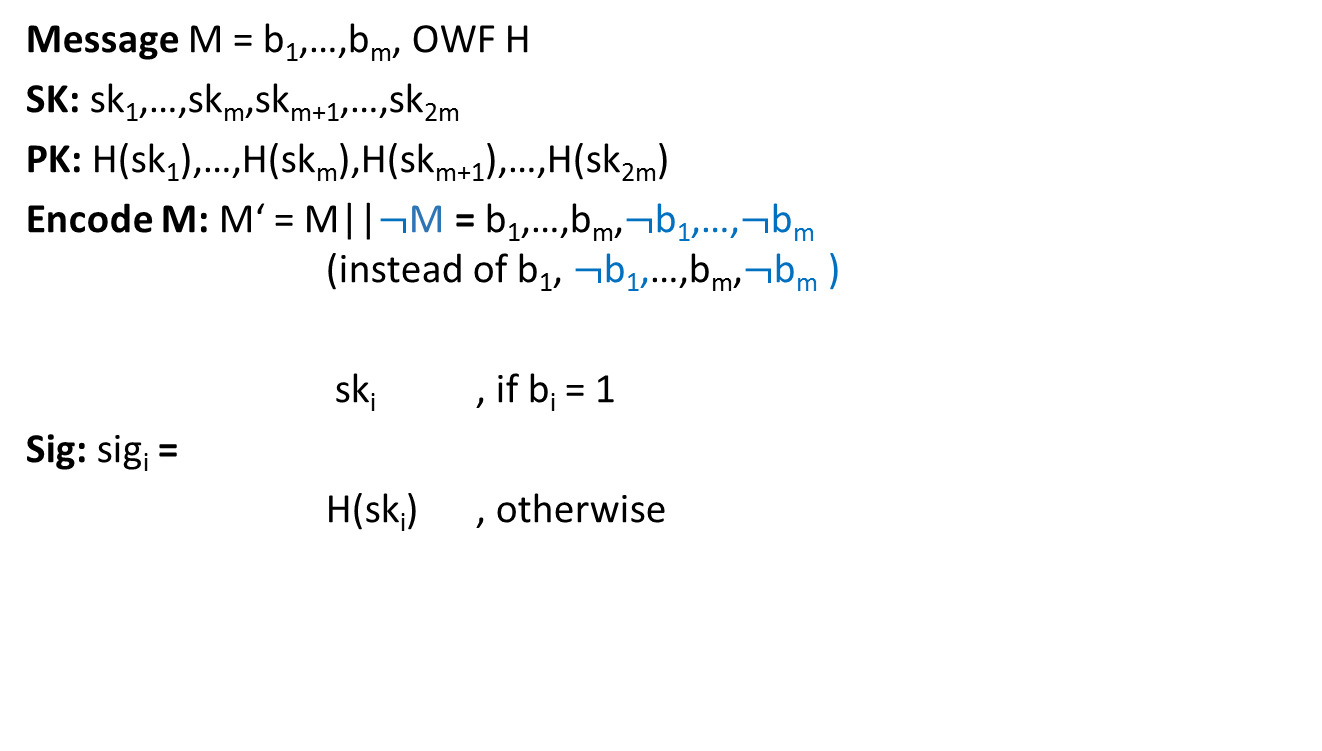 Message M = b₁,…,bₘ, OWF H
SK: sk₁,…,skₘ,skₘ₊₁,…,sk₂ₘ
PK: H(sk₁),…,H(skₘ),H(skₘ₊₁),…,H(sk₂ₘ)
Encode M: M‘ = M||¬M = b₁,…,bₘ,¬b₁,…,¬bₘ
(instead of b₁, ¬b₁,…,bₘ,¬bₘ )
skᵢ , if bᵢ = 1
Sig: sigᵢ =
H(skᵢ) , otherwise